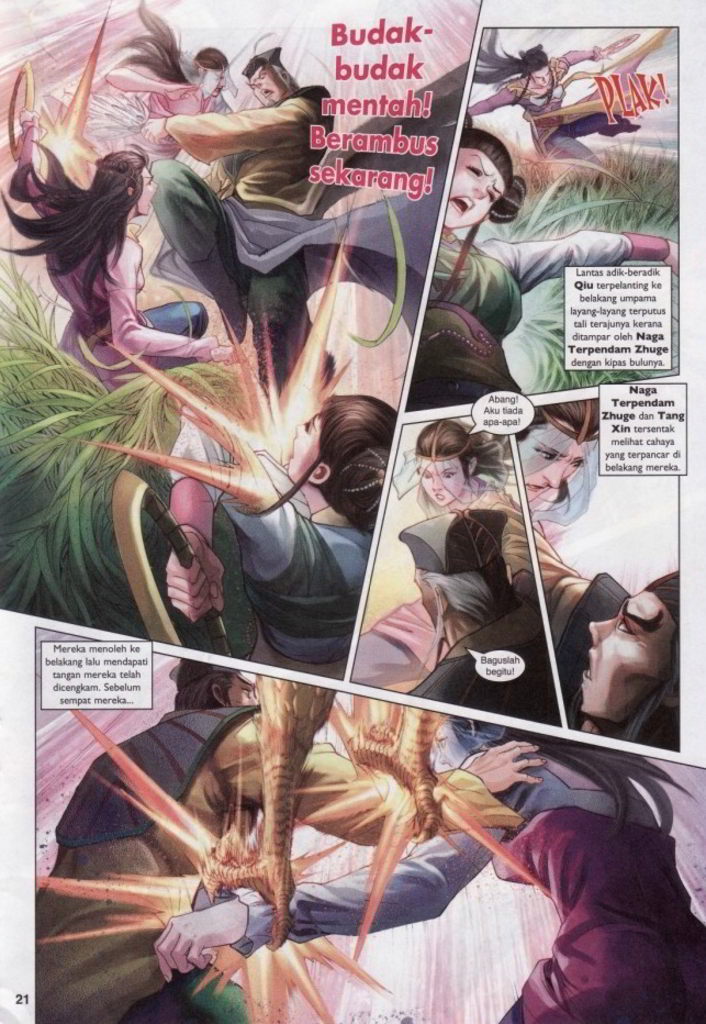 Budak-
budak
mentah!
Berambus
sekarang!
PLAK!
Lantas adik-beradik
Qiu terpelanting ke
belakang umpama
layang-layang terputus
tali terajunya kerana
ditampar oleh Naga
Terpendam Zhuge
dengan kipas bulunya.
Abang!
Aku tiada
apa-apa!
Naga
Terpendam
Zhuge dan Tang
Xin tersentak
melihat cahaya
yang terpancar di
belakang mereka.
Baguslah
begitu!
Mereka menoleh ke
belakang lalu mendapati
tangan mereka telah
dicengkam. Sebelum
sempat mereka...
21